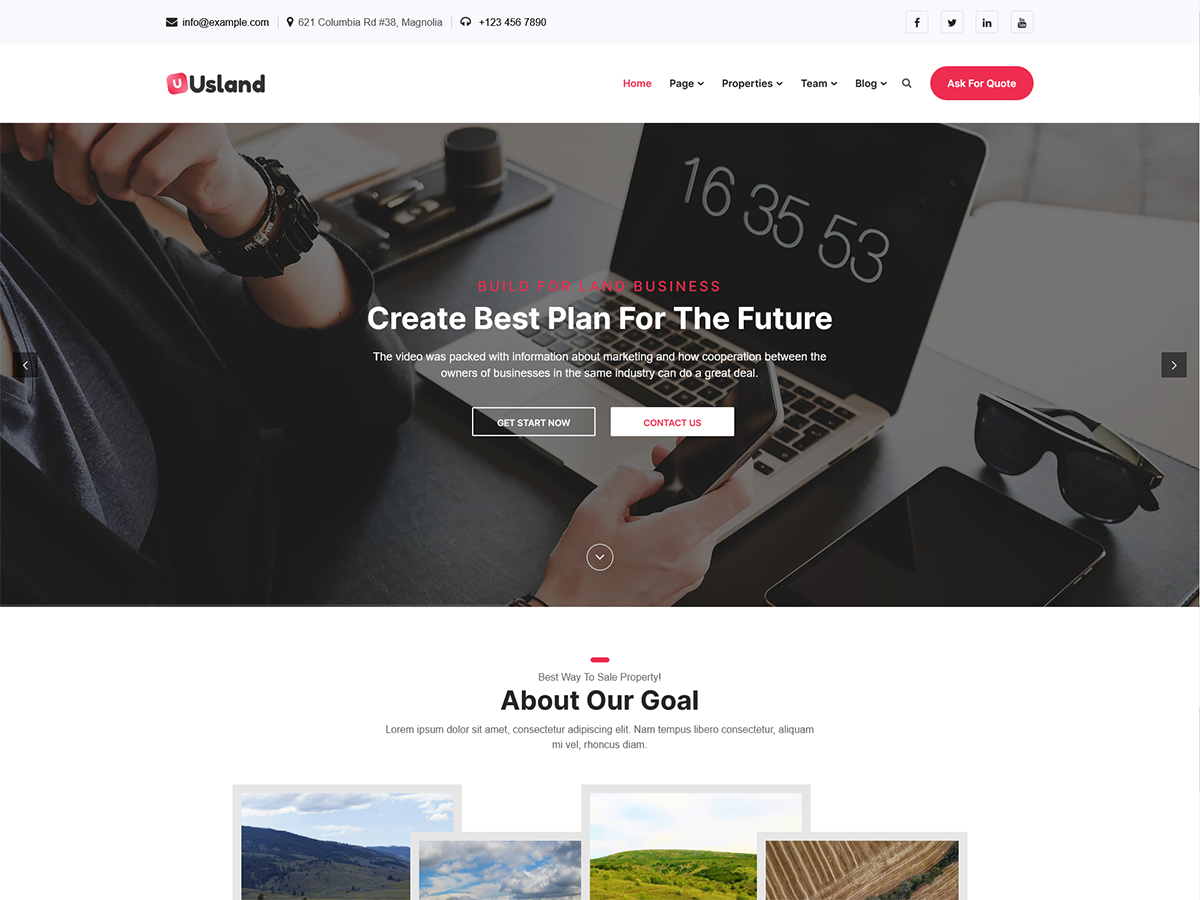 info@example.com
621 Columbia Rd #38, Magnolia
+123 456 7890
U Usland
Home
Page
Properties
Team
Blog
Ask For Quote
16 35 53
BUILD FOR LAND BUSINESS
Create Best Plan For The Future
The video was packed with information about marketing and how cooperation between the
owners of businesses in the same industry can do a great deal.
GET START NOW
CONTACT US
Best Way To Sale Property!
About Our Goal
Lorem ipsum dolor sit amet, consectetur adipiscing elit. Nam tempus libero consectetur, aliquam
mi vel, rhoncus diam.